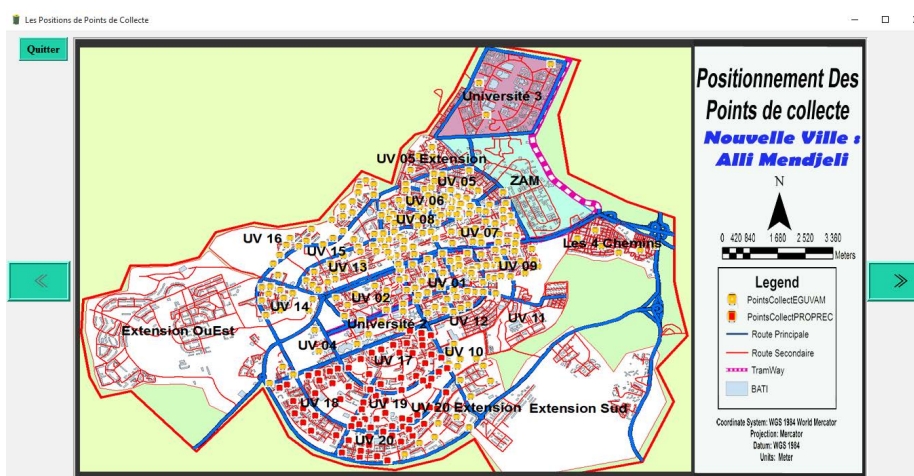 Les Positions de Points de Collecte
Quitter
Université 3
UV 05 Extension
UV 05
ZAM
UV 06
UV 08
UV 16
UV 07
UV 15
Les 4 Chemins
UV 13
UV 09
UV 01
UV 02
UV 14
Université 2
UV 12
UV 11
Extension OuEst
UV 04
UV 10
UV 17
UV 18
UV 19
UV 20 Extension
Extension Sud
UV 20
Positionnement Des
Points de collecte
Nouvelle Ville :
Alli Mendjeli
N
0 420 840 1 680 2 520 3 360
Meters
Legend
PointsCollectEGUVAM
PointsCollectPROPREC
Route Principale
Route Secondaire
TramWay
BATI
Coordinate System: WGS 1984 World Mercator
Projection: Mercator
Datum: WGS 1984
Units: Meter